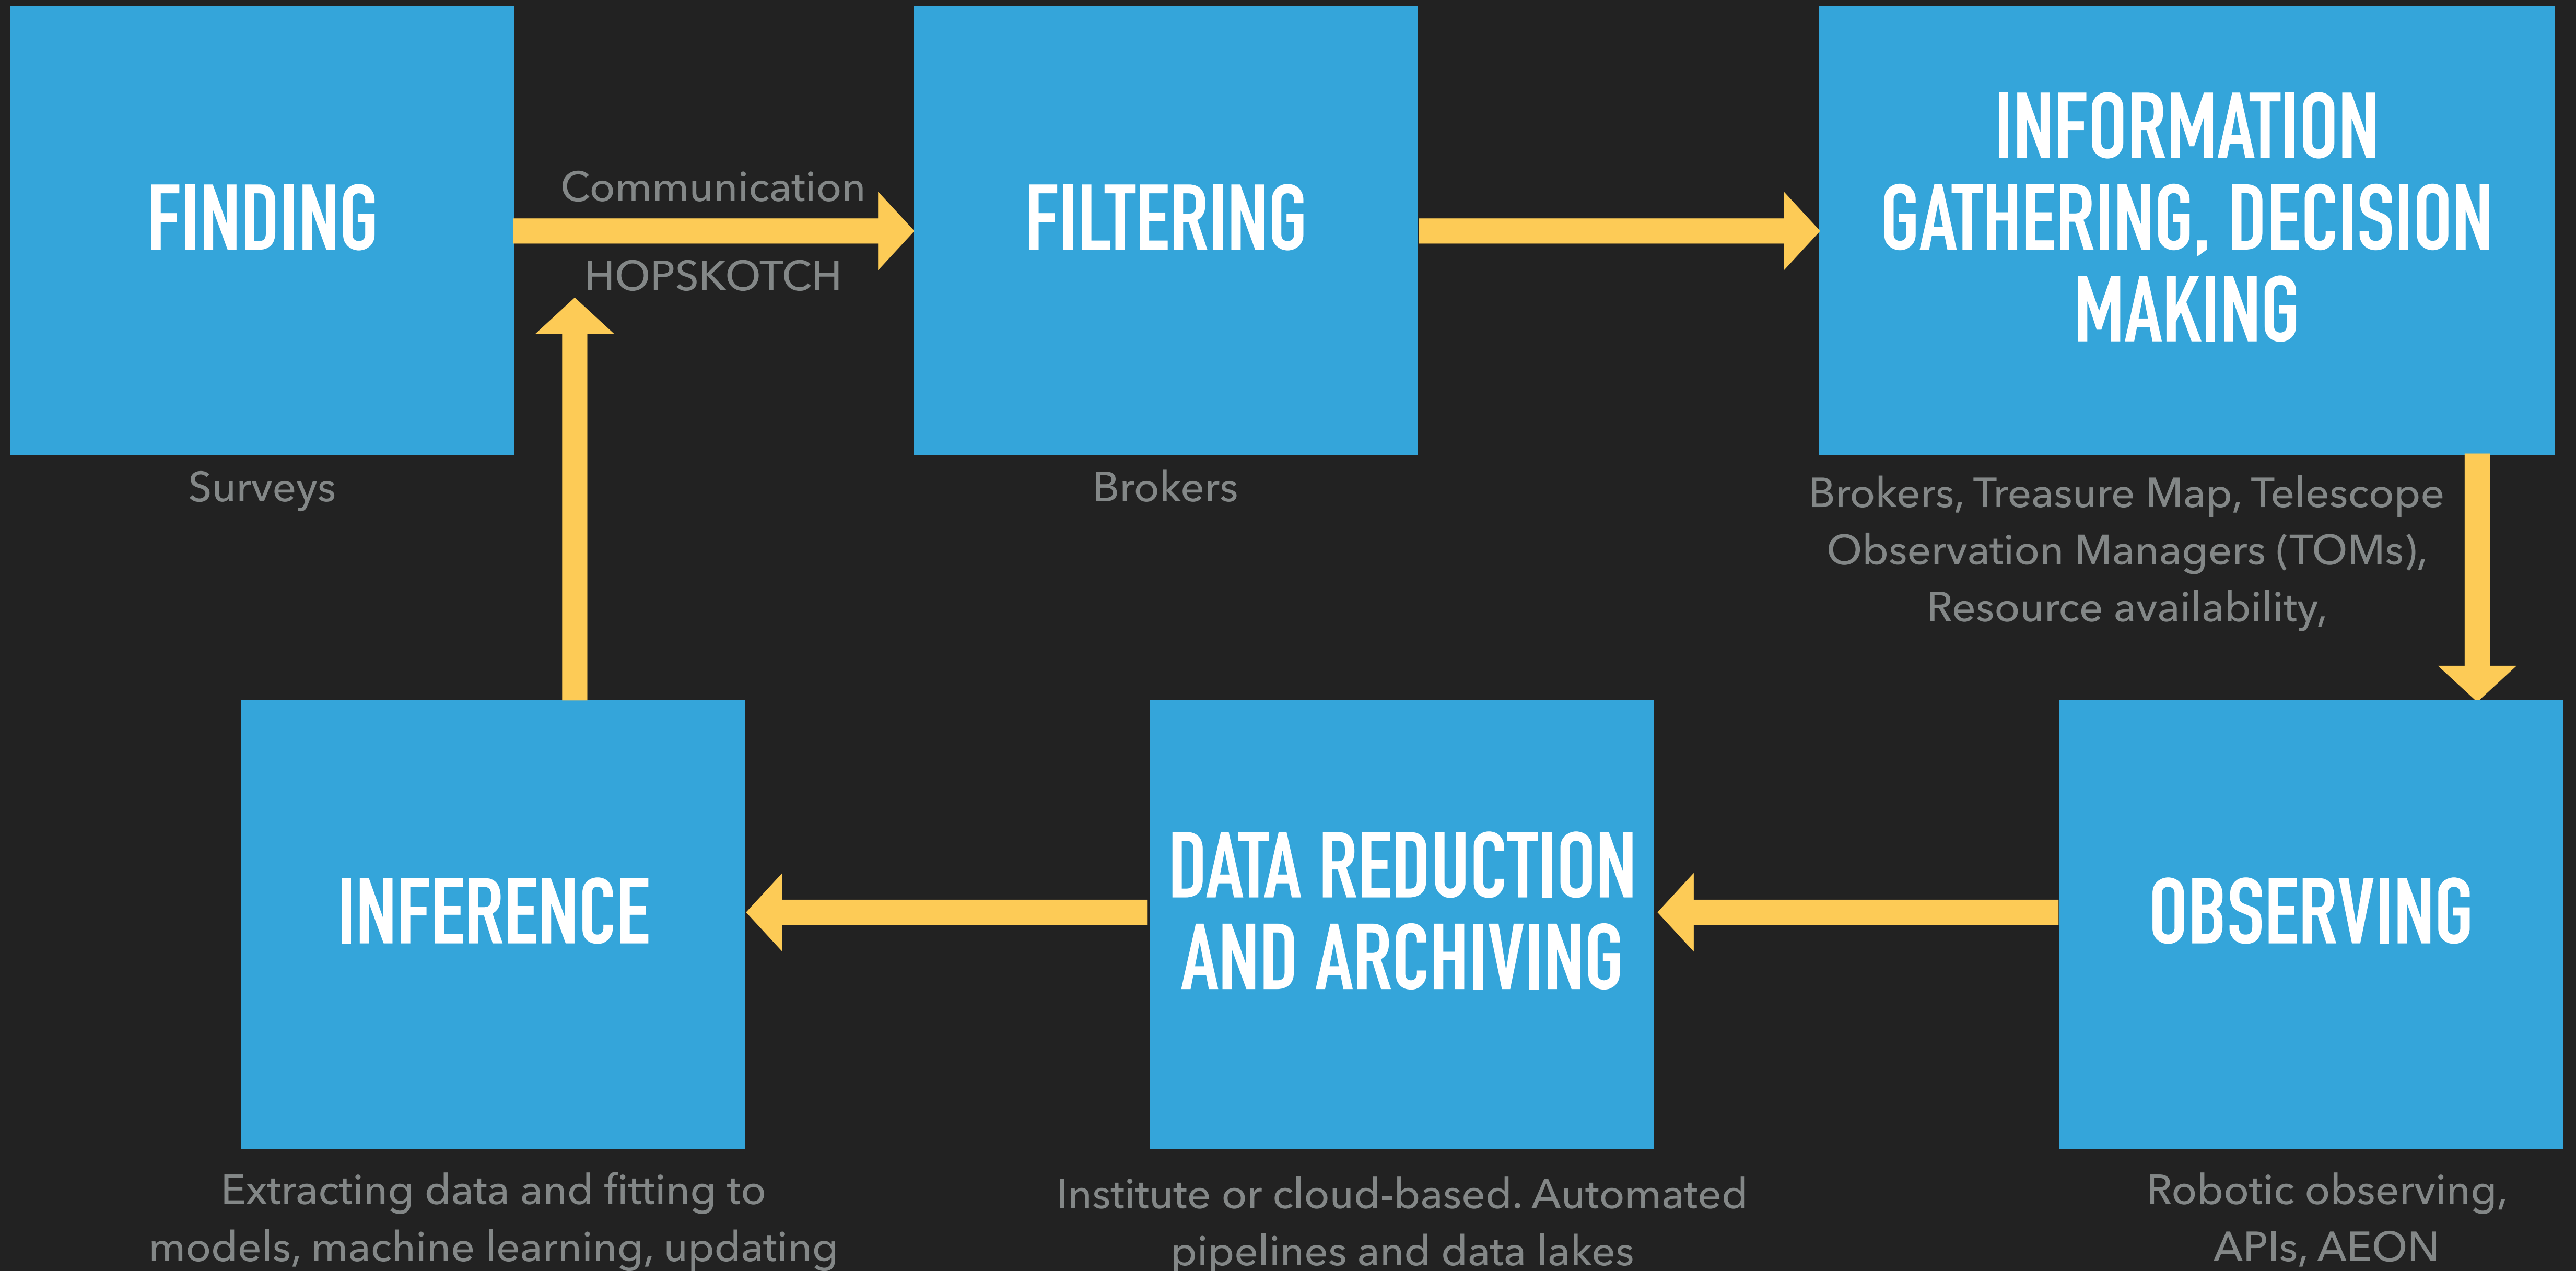 FINDING
Communication
HOPSKOTCH
FILTERING
INFORMATION
GATHERING, DECISION
MAKING
Surveys
Brokers
Brokers, Treasure Map, Telescope
Observation Managers (TOMs),
Resource availability,
INFERENCE
DATA REDUCTION
AND ARCHIVING
OBSERVING
Extracting data and fitting to
models, machine learning, updating
Institute or cloud-based. Automated
pipelines and data lakes
Robotic observing,
APIs, AEON